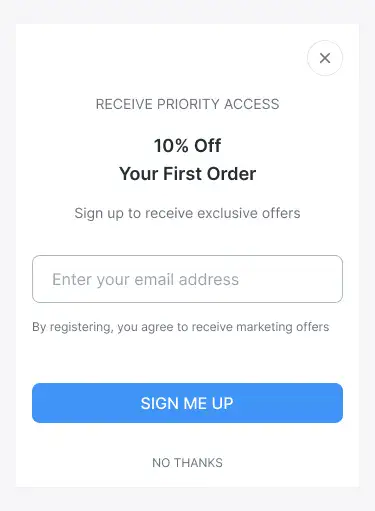 RECEIVE PRIORITY ACCESS
10% Off
Your First Order
Sign up to receive exclusive offers
Enter your email address
By registering, you agree to receive marketing offers
SIGN ME UP
NO THANKS